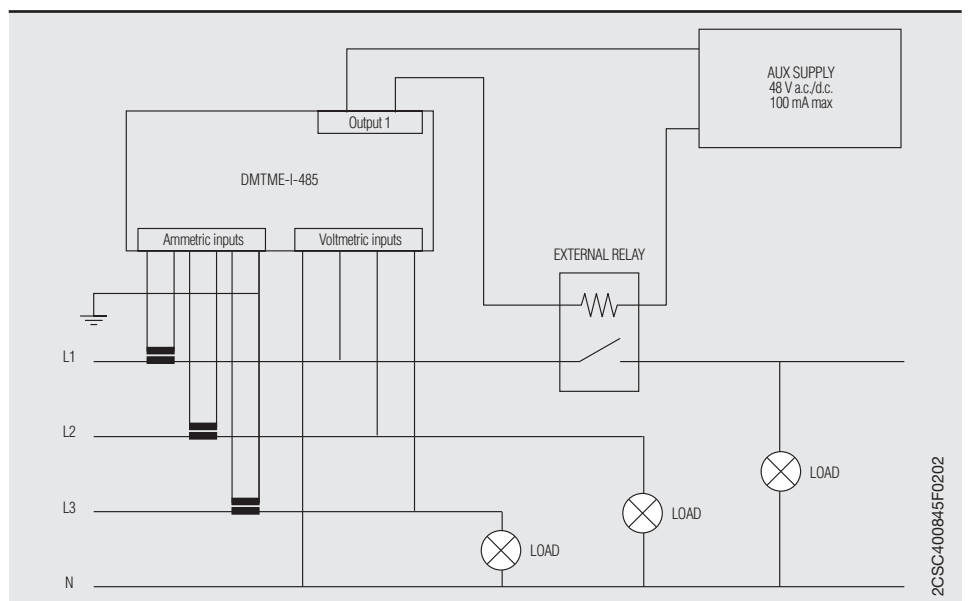 AUX SUPPLY
48 V a.c./d.c.
100 mA max
Output 1
DMTME-I-485
Ammetric inputs
Voltmetric inputs
EXTERNAL RELAY
L1
L2
LOAD
L3
LOAD
LOAD
N
2CSC400845F0202